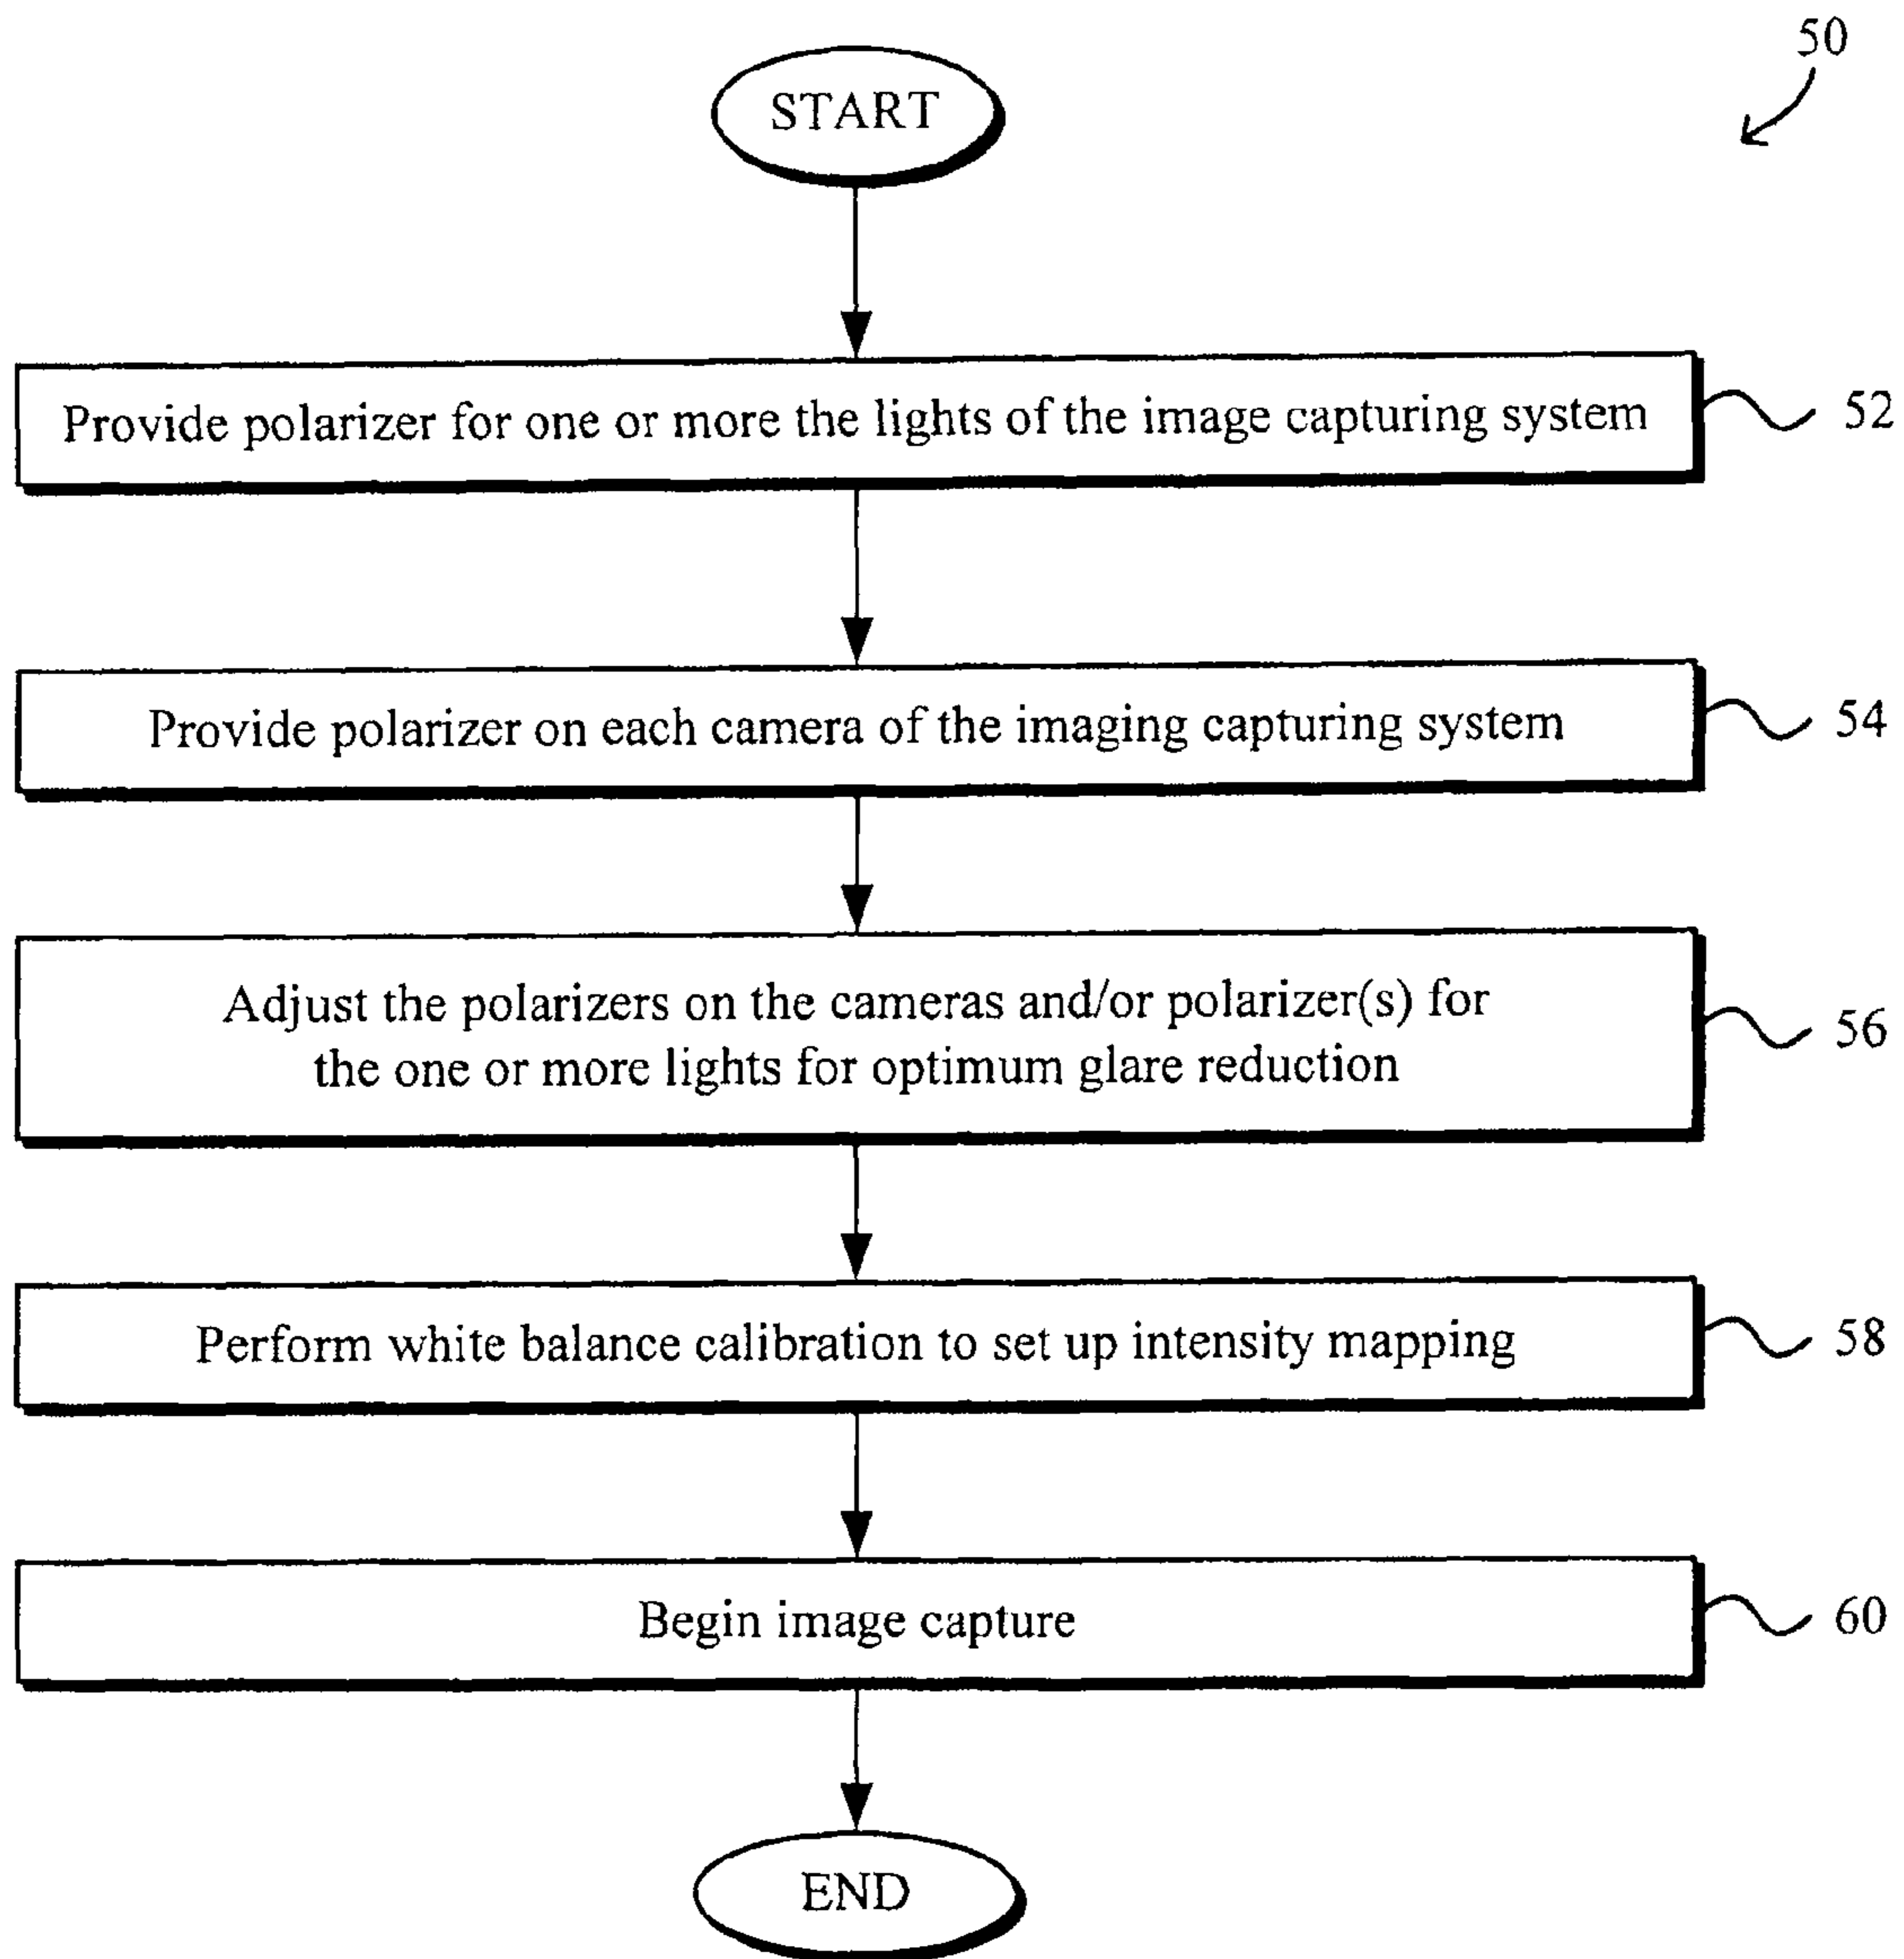 50
START
Provide polarizer for one or more the lights of the image capturing system
52
Provide polarizer on each camera of the imaging capturing system
54
Adjust the polarizers on the cameras and/or polarizer(s) for
the one or more lights for optimum glare reduction
56
Perform white balance calibration to set up intensity mapping
58
Begin image capture
60
END